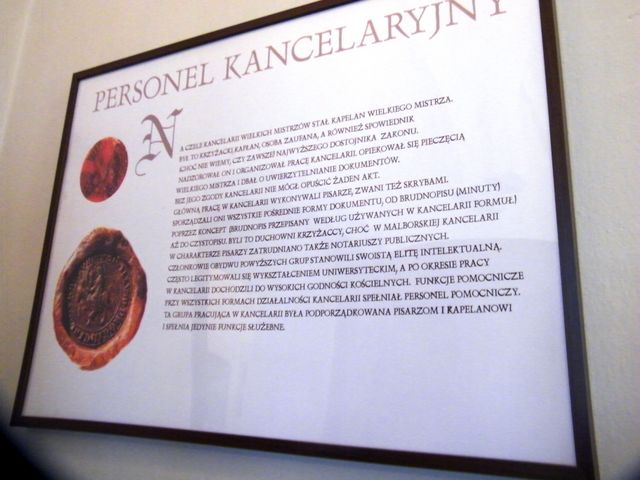 PERSONEL KANCELARYJNY
NA CZELE KANCELARII WIELKICH MISTRZÓW STAŁ KAPELAN WIELKIEGO MISTRZA.
BYŁ TO KRZYŻACKI KAPŁAN, OSOBA ZAUFANA, A RÓWNIEŻ SPOWIEDNIK
(CHOĆ NIE WIEMY, CZY ZAWSZE) NAJWYŻSZEGO DOSTOJNIKA ZAKONU.
NADZOROWAŁ ON I ORGANIZOWAŁ PRACĘ KANCELARII. OPIEKOWAŁ SIĘ PIECZĘCIĄ
WIELKIEGO MISTRZA I DBAŁ O UWIERZYTELNIANIE DOKUMENTÓW.
BEZ JEGO ZGODY KANCELARII NIE MÓGŁ OPUŚCIĆ ŻADEN AKT.
GŁÓWNĄ PRACĘ W KANCELARII WYKONYWALI PISARZE, ZWANI TEŻ SKRYBAMI.
SPORZĄDZALI ONI WSZYSTKIE POŚREDNIE FORMY DOKUMENTU, OD BRUDNOPISU (MINUTY)
POPRZEZ KONCEPT (BRUDNOPIS PRZEPISANY WEDŁUG UŻYWANYCH W KANCELARII FORMUŁ)
AŻ DO CZYSTOPISU. BYLI TO DUCHOWNI KRZYŻACCY, CHOĆ W MALBORSKIEJ KANCELARII
W CHARAKTERZE PISARZY ZATRUDNIANO TAKŻE NOTARIUSZY PUBLICZNYCH.
CZŁONKOWIE OBYDWU POWYŻSZYCH GRUP STANOWILI SWOISTĄ ELITĘ INTELEKTUALNĄ.
CZĘSTO LEGITYMOWALI SIĘ WYKSZTAŁCENIEM UNIWERSYTECKIM, A PO OKRESIE PRACY
W KANCELARII DOCHODZILI DO WYSOKICH GODNOŚCI KOŚCIELNYCH. FUNKCJE POMOCNICZE
PRZY WSZYSTKICH FORMACH DZIAŁALNOŚCI KANCELARII SPEŁNIAŁ PERSONEL POMOCNICZY.
TA GRUPA PRACUJĄCA W KANCELARII BYŁA PODPORZĄDKOWANA PISARZOM I KAPELANOWI
I SPEŁNIA JEDYNIE FUNKCJE SŁUŻEBNE.